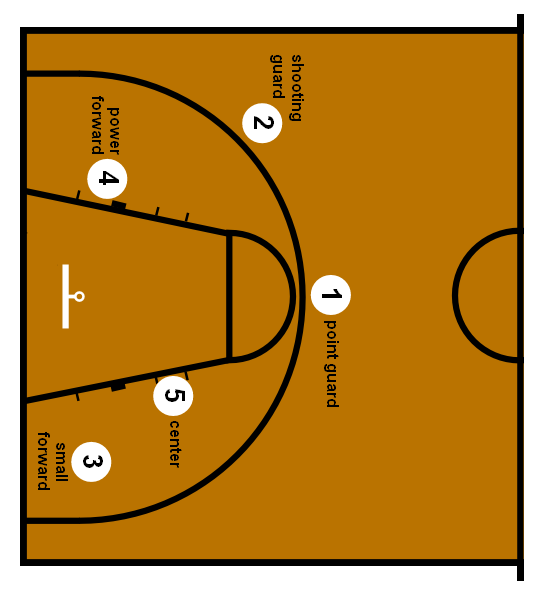 1
point guard
shooting
guard
2
5
center
power
forward
4
3
small
forward